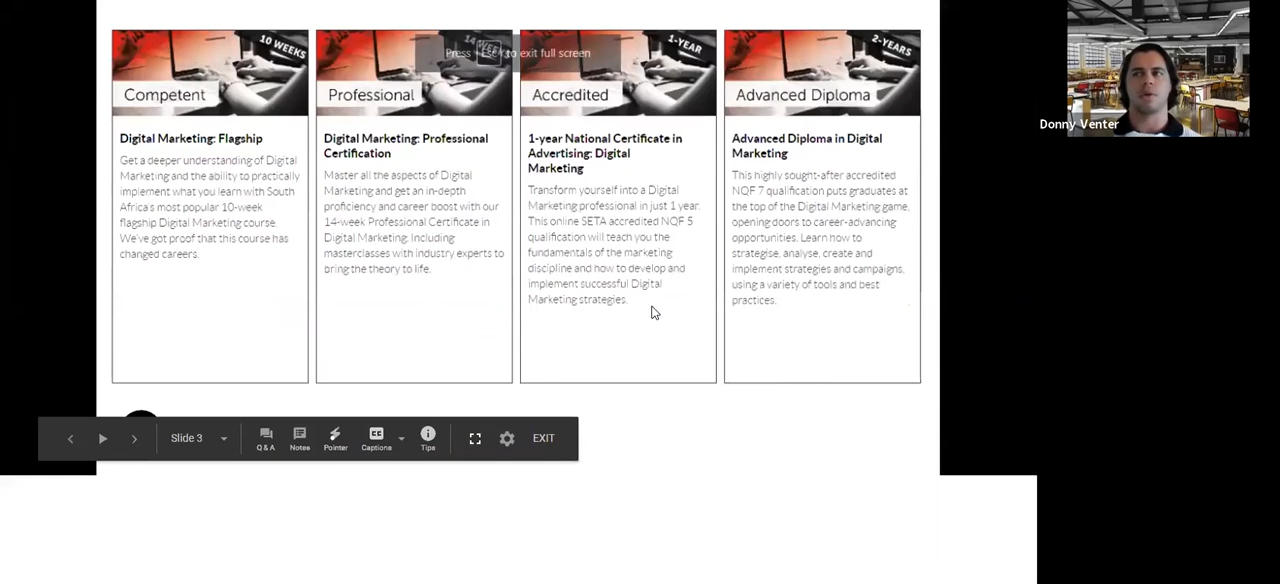 10 WEEKS
Competent
Digital Marketing: Flagship
Get a deeper understanding of Digital
Marketing and the ability to practically
implement what you learn with South
Africa's most popular 10-week
flagship Digital Marketing course.
We've got proof that this course has
changed careers.
14 WEEKS
Professional
Digital Marketing: Professional
Certification
Master all the aspects of Digital
Marketing and get an in-depth
proficiency and career boost with our
14-week Professional Certificate in
Digital Marketing. Including
masterclasses with industry experts to
bring the theory to life.
Press Esc to exit full screen
1-YEAR
Accredited
1-year National Certificate in
Advertising: Digital
Marketing
Transform yourself into a Digital
Marketing professional in just 1 year.
This online SETA accredited NQF 5
qualification will teach you the
fundamentals of the marketing
discipline and how to develop and
implement successful Digital
Marketing strategies.
2-YEARS
Advanced Diploma
Advanced Diploma in Digital
Marketing
This highly sought-after accredited
NQF 7 qualification puts graduates at
the top of the Digital Marketing game,
opening doors to career-advancing
opportunities. Learn how to
strategise, analyse, create and
implement strategies and campaigns,
using a variety of tools and best
practices.
Donny Venter
Slide 3
Q & A
Notes
Pointer
CC
Captions
Tips
EXIT